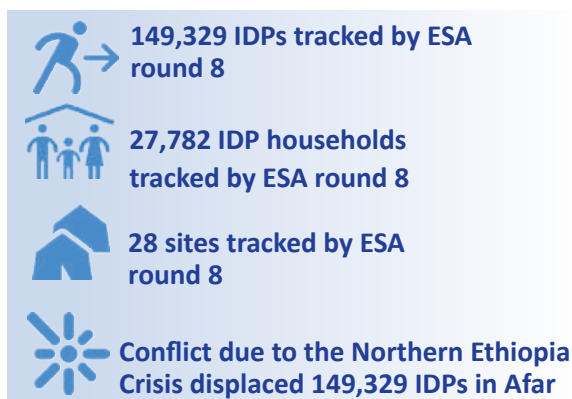 149,329 IDPs tracked by ESA
round 8
27,782 IDP households
tracked by ESA round 8
28 sites tracked by ESA
round 8
Conflict due to the Northern Ethiopia
Crisis displaced 149,329 IDPs in Afar